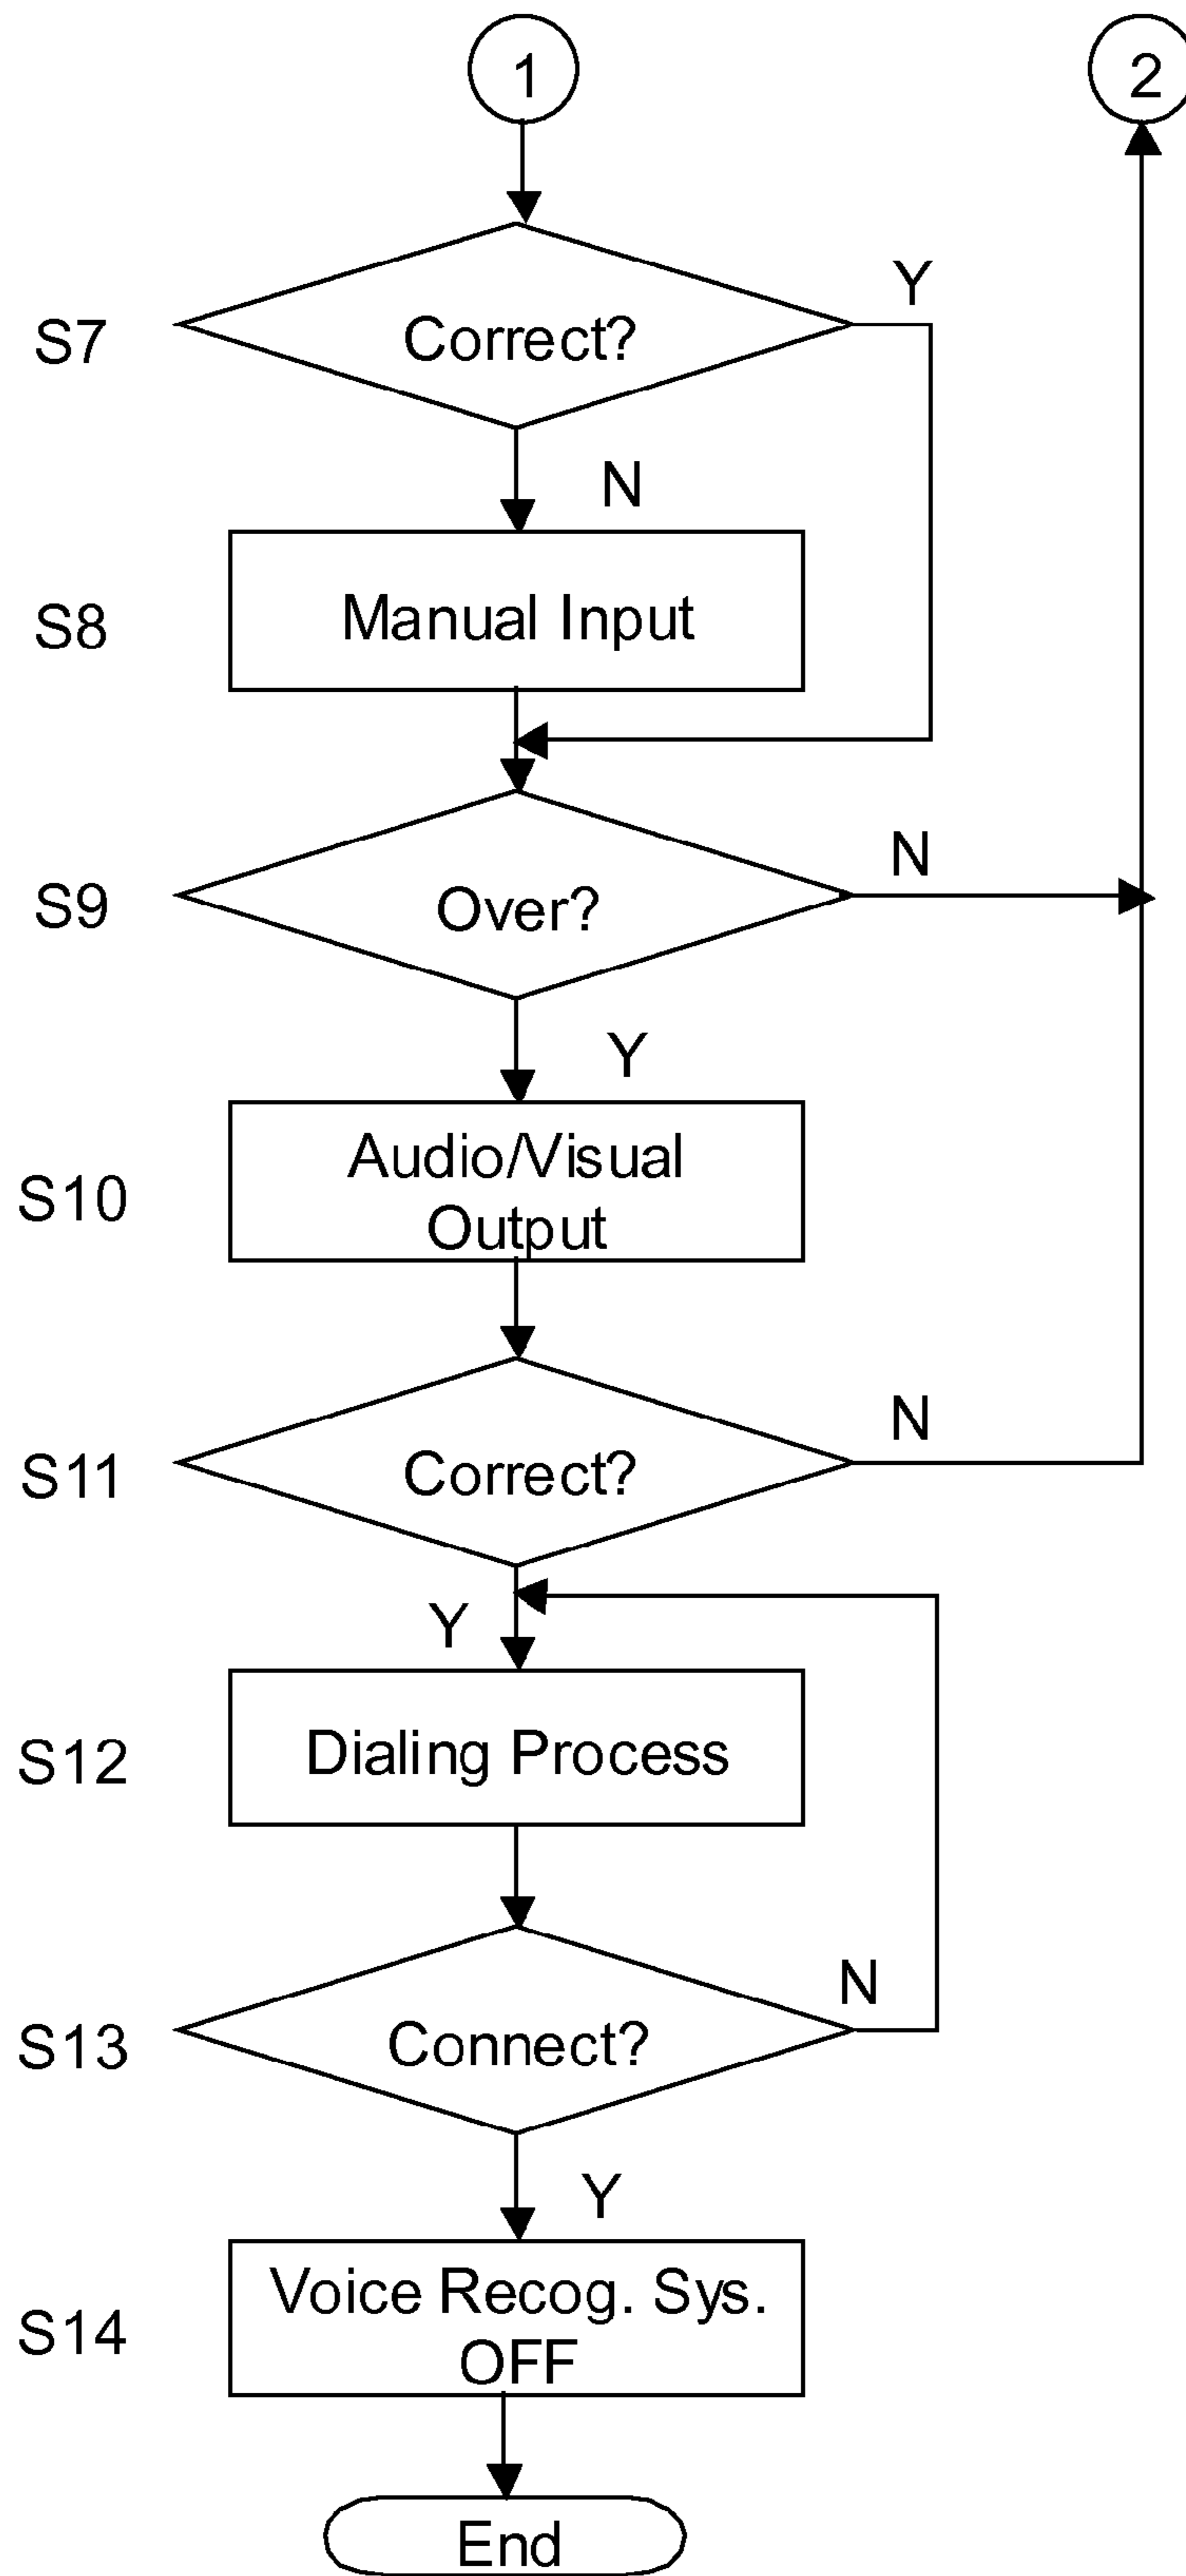 1
2
S7
Correct?
Y
N
S8
Manual Input
S9
Over?
N
Y
S10
Audio/Visual
Output
S11
Correct?
N
Y
S12
Dialing Process
S13
Connect?
N
Y
S14
Voice Recog. Sys.
OFF
End